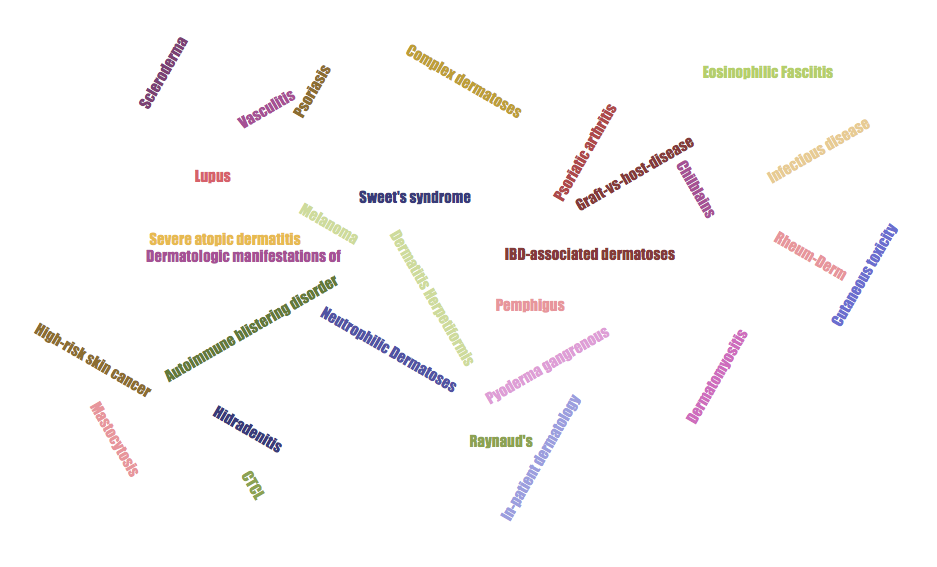 Scleroderma
Vasculitis
Psoriasis
Complex dermatoses
Eosinophilic Fasciitis
Psoriatic arthritis
Graft-vs-host-disease
Chilblains
Infectious disease
Lupus
Sweet's syndrome
Melanoma
Severe atopic dermatitis
Dermatologic manifestations of
Dermatitis Herpetiformis
IBD-associated dermatoses
Rheum-Derm
Cutaneous toxicity
Autoimmune blistering disorder
Neutrophilic Dermatoses
Pemphigus
High-risk skin cancer
Pyoderma gangrenous
Dermatomyositis
Mastocytosis
Hidradenitis
Raynaud's
In-patient dermatology
CTCL